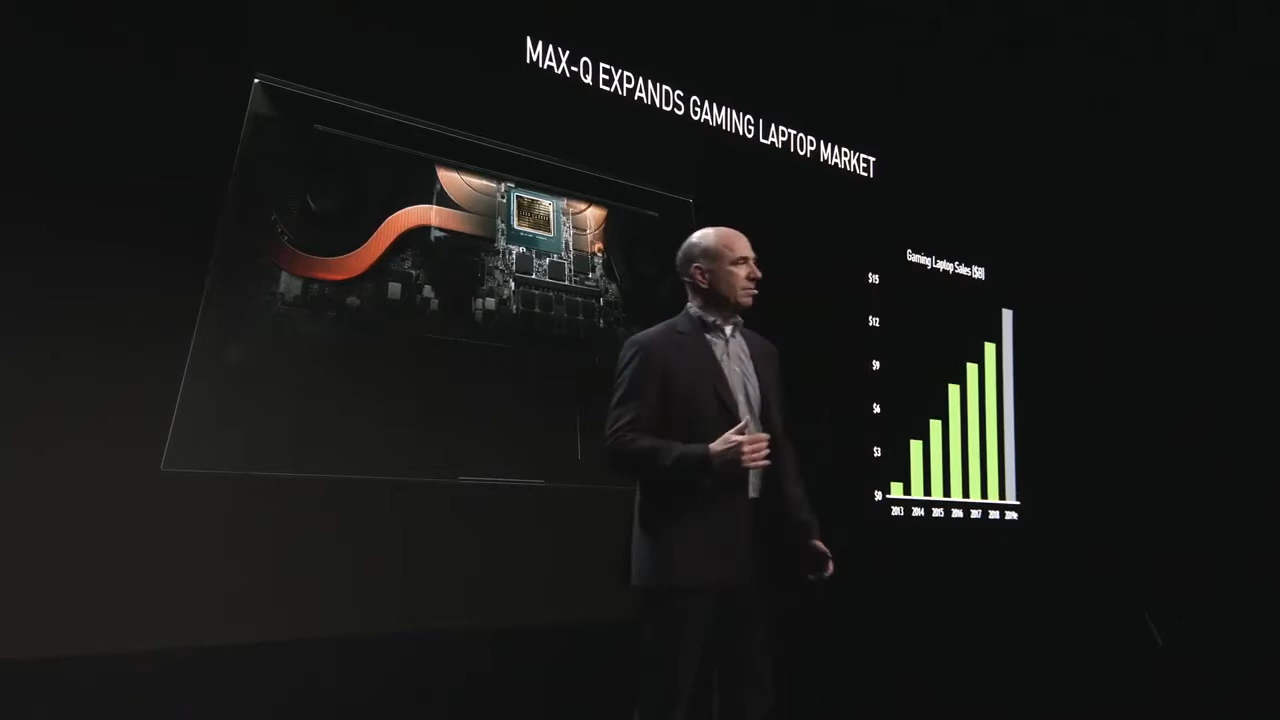 MAX-Q EXPANDS GAMING LAPTOP MARKET
Gaming Laptop Sales ($B)
$15
$12
$9
$6
$3
$0
2013 2014 2015 2016 2017 2018 2019e